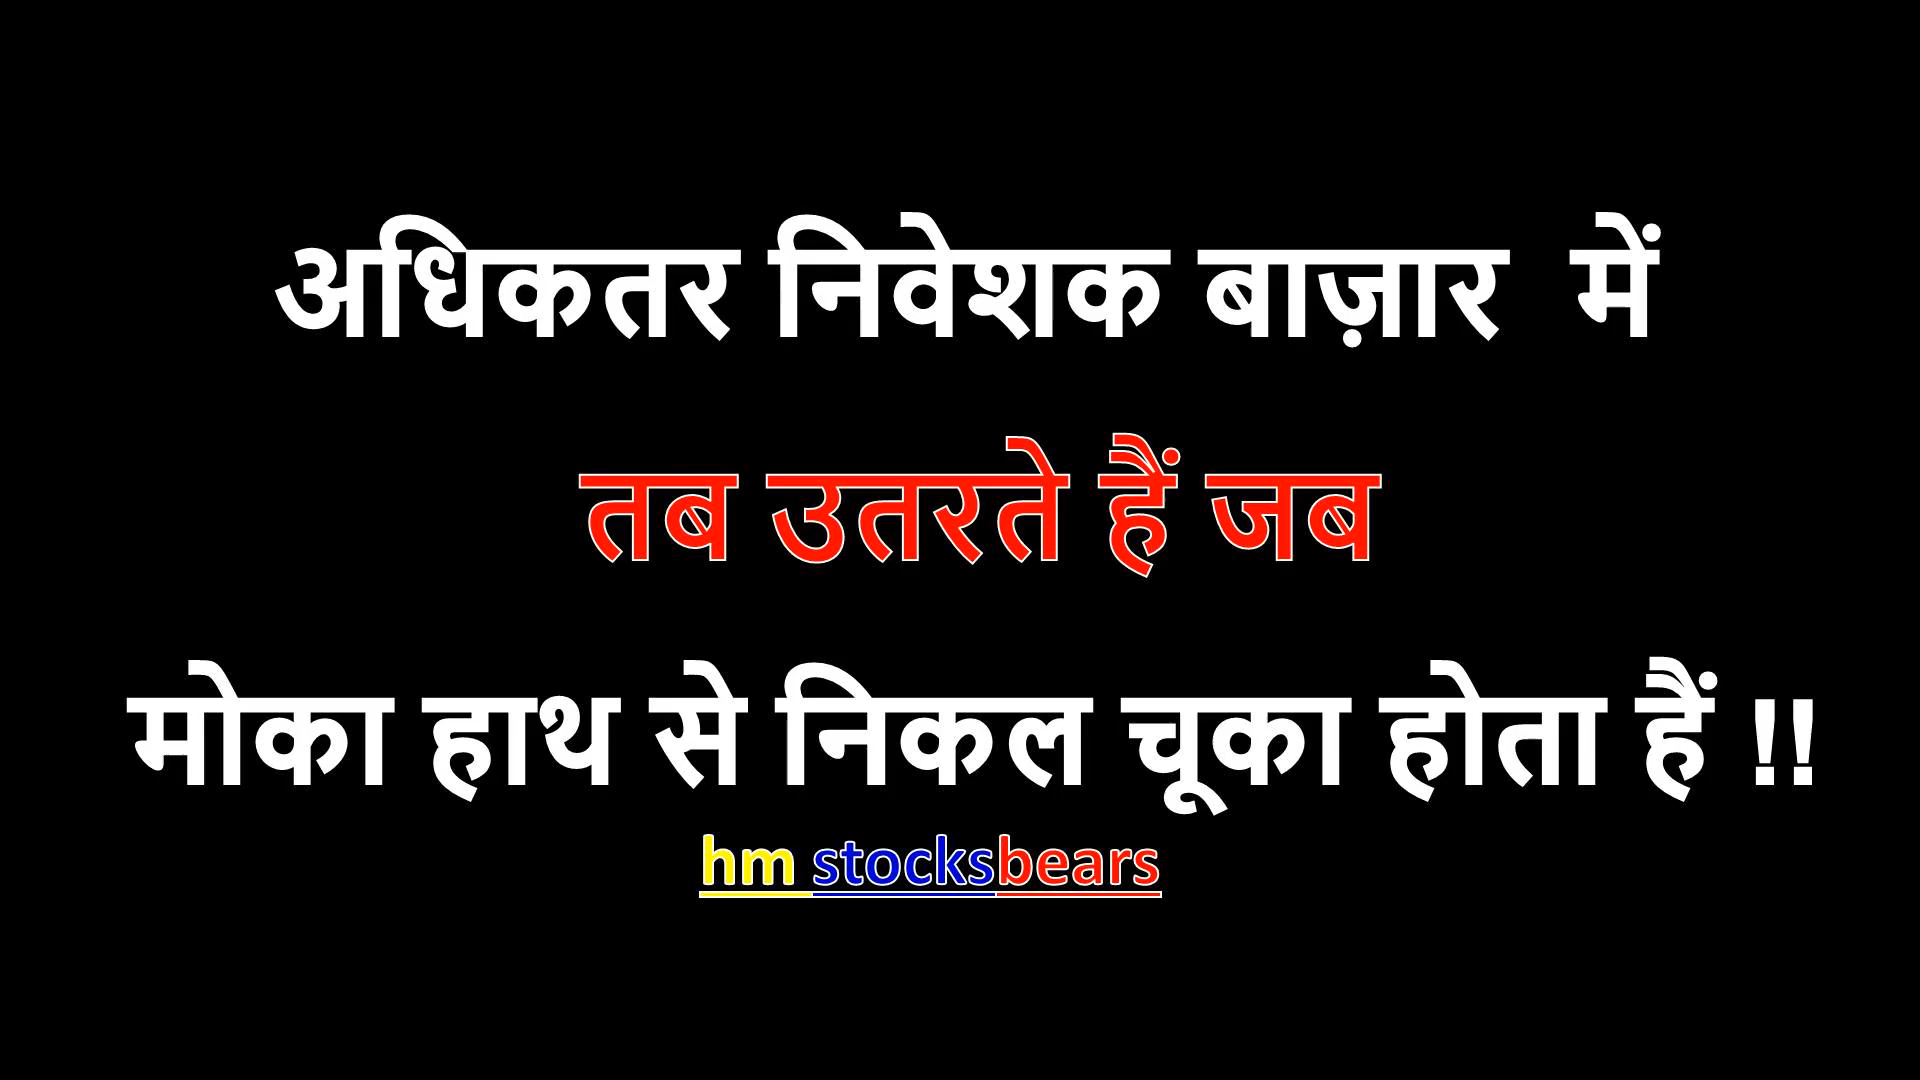 अधिकतर निवेशक बाज़ार में
तब उतरते हैं जब
मोका हाथ से निकल चूका होता हैं !!
hm stocksbears